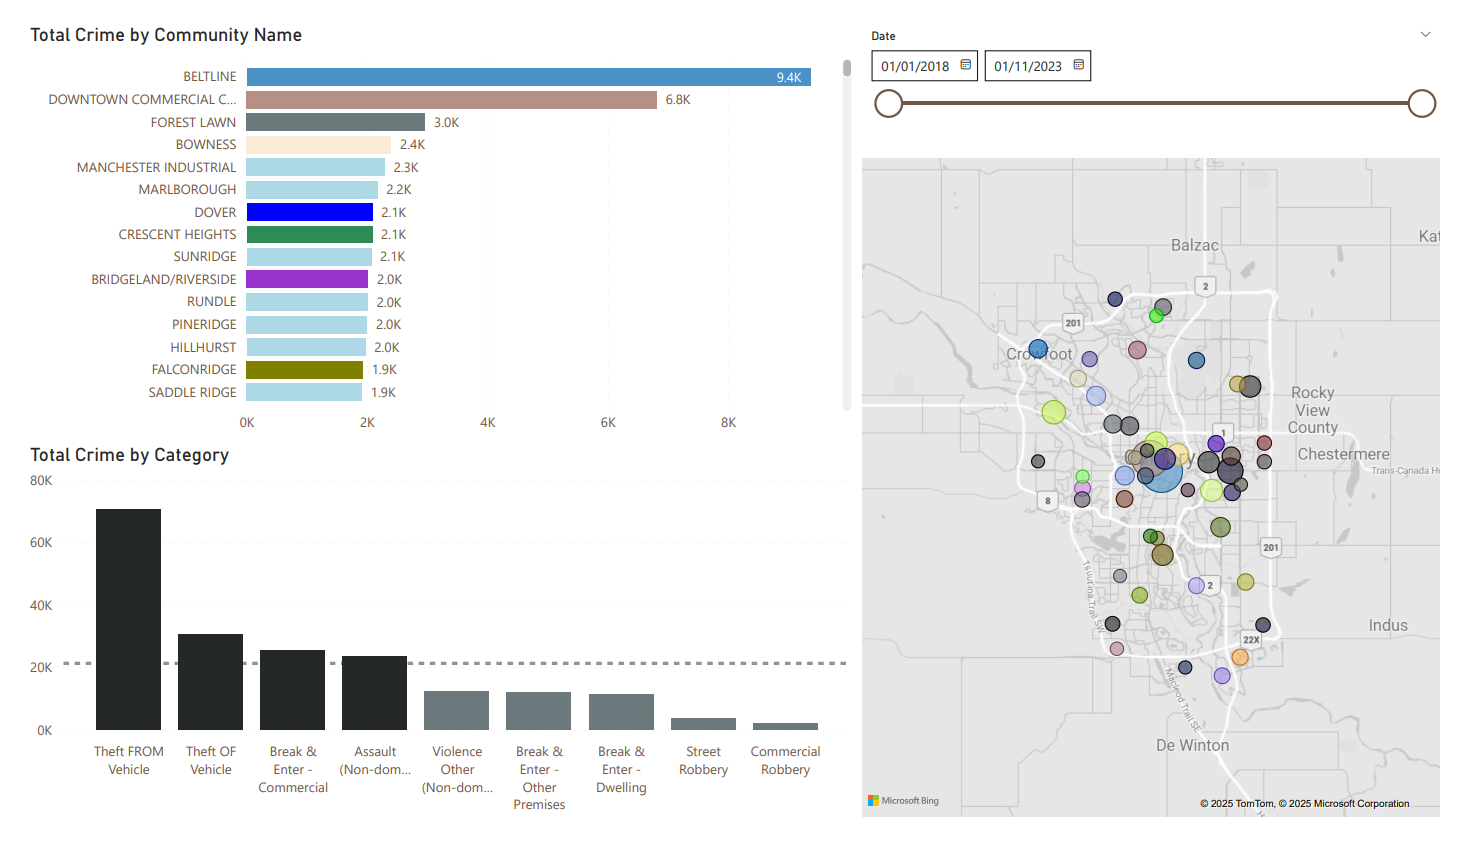 Total Crime by Community Name
BELTLINE
9.4K
DOWNTOWN COMMERCIAL C...
6.8K
FOREST LAWN
3.0K
BOWNESS
2.4K
MANCHESTER INDUSTRIAL
2.3K
MARLBOROUGH
2.2K
DOVER
2.1K
CRESCENT HEIGHTS
2.1K
SUNRIDGE
2.1K
BRIDGELAND/RIVERSIDE
2.0K
RUNDLE
2.0K
PINERIDGE
2.0K
HILLHURST
2.0K
FALCONRIDGE
1.9K
SADDLE RIDGE
1.9K
0K 2K 4K 6K 8K
Total Crime by Category
80K
60K
40K
20K
0K
Theft FROM
Vehicle
Theft OF
Vehicle
Break &
Enter -
Commercial
Assault
(Non-dom...
Violence
Other
(Non-dom...
Break &
Enter -
Other
Premises
Break &
Enter -
Dwelling
Street
Robbery
Commercial
Robbery
Date
01/01/2018
01/11/2023
Balzac
Kat
2
201
Crowfoot
Rocky
View
County
1
Chestermere
Trans-Canada H
8
201
Tsuut'ina Trail SW
2
22X
Indus
Macleod Trail SE
De Winton
Microsoft Bing
© 2025 TomTom, © 2025 Microsoft Corporation